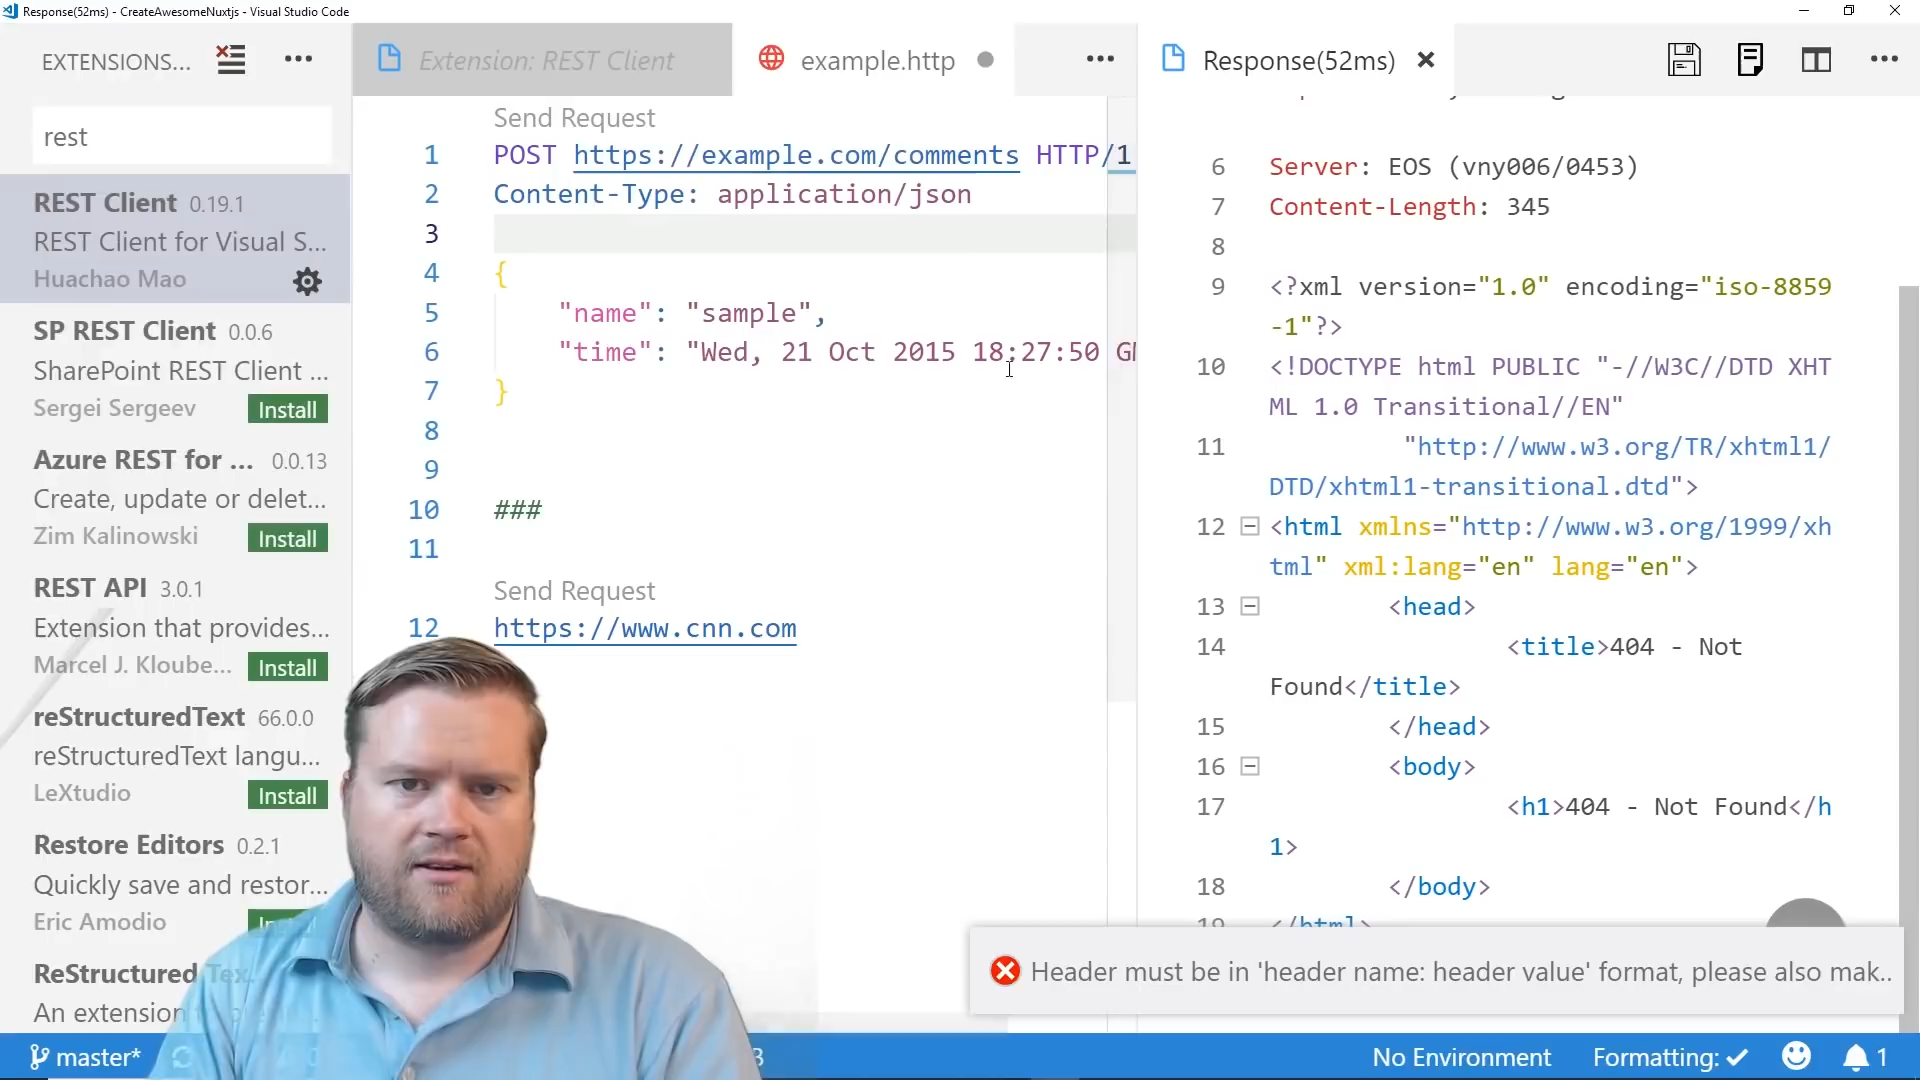 Response(52ms) - CreateAwesomeNuxtjs - Visual Studio Code
EXTENSIONS...
rest
REST Client 0.19.1
REST Client for Visual S...
Huachao Mao
SP REST Client 0.0.6
SharePoint REST Client ...
Sergei Sergeev Install
Azure REST for ... 0.0.13
Create, update or delet...
Zim Kalinowski Install
REST API 3.0.1
Extension that provides...
Marcel J. Kloube... Install
reStructuredText 66.0.0
reStructuredText langu...
LeXtudio Install
Restore Editors 0.2.1
Quickly save and restor...
Eric Amodio
ReStructured Tex
An extension
Extension: REST Client
example.http
Send Request
1 POST https://example.com/comments HTTP/1
2 Content-Type: application/json
3
4 {
5 "name": "sample",
6 "time": "Wed, 21 Oct 2015 18:27:50 GM
7 }
8
9
10 ###
11
Send Request
12 https://www.cnn.com
Response(52ms)
6 Server: EOS (vny006/0453)
7 Content-Length: 345
8
9 <?xml version="1.0" encoding="iso-8859
-1"?>
10 <!DOCTYPE html PUBLIC "-//W3C//DTD XHT
ML 1.0 Transitional//EN"
11 "http://www.w3.org/TR/xhtml1/
DTD/xhtml1-transitional.dtd">
12 <html xmlns="http://www.w3.org/1999/xh
tml" xml:lang="en" lang="en">
13 <head>
14 <title>404 - Not
Found</title>
15 </head>
16 <body>
17 <h1>404 - Not Found</h
1>
18 </body>
19 </html>
Header must be in 'header name: header value' format, please also mak..
master*
3
No Environment
Formatting: ✓
1